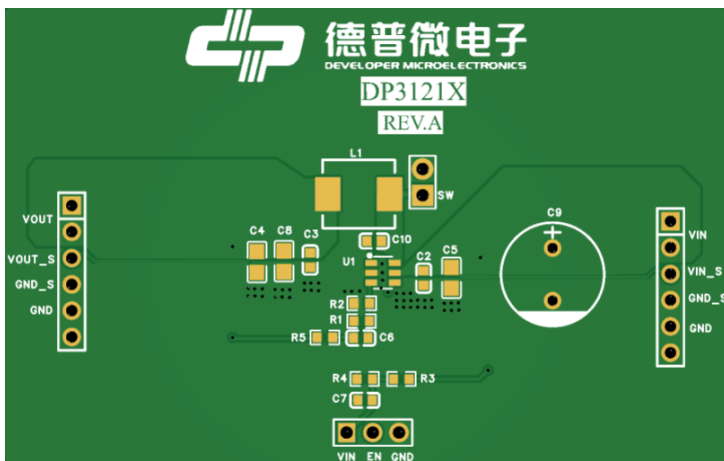 德普微电子
DEVELOPER MICROELECTRONICS
DP3121X
REV.A
L1
SW
C9
VOUT
C4 C8 C3
C10
VIN
VOUT_S
U1
C2 C5
VIN_S
GND_S
GND_S
R2
GND
R1
GND
R5
C6
R4
R3
C7
VIN EN GND